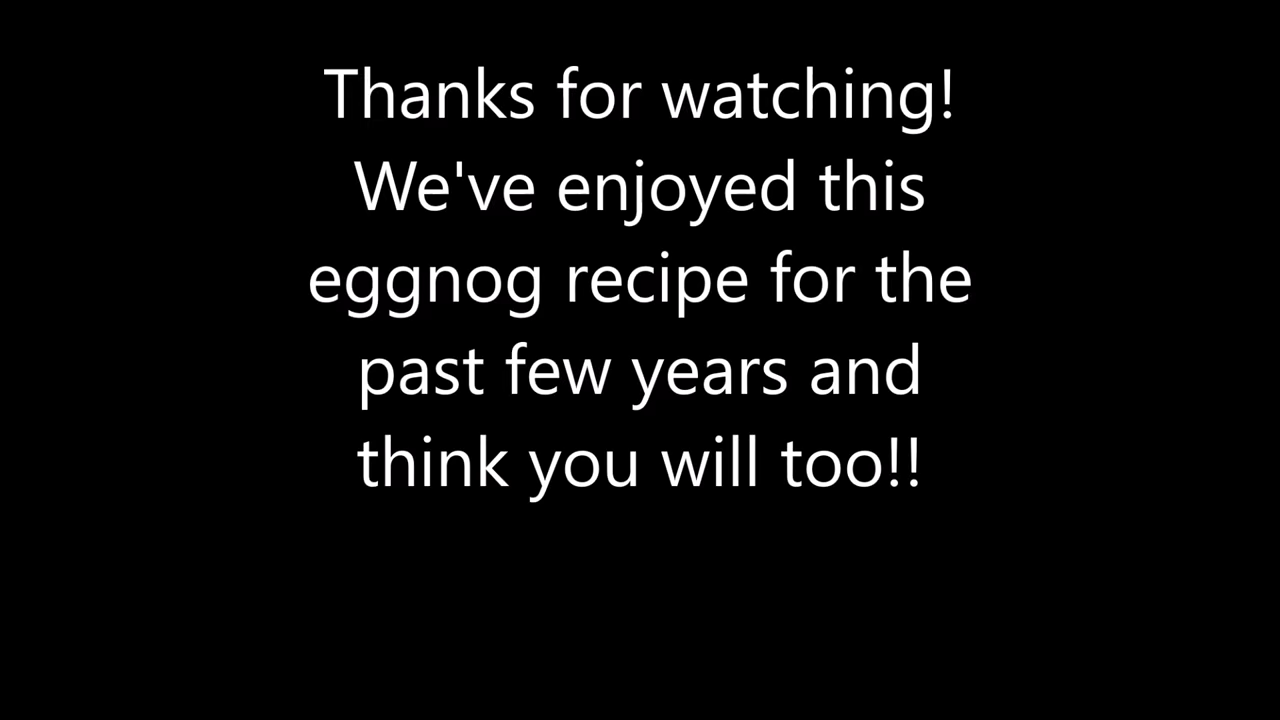 Thanks for watching!
We've enjoyed this
eggnog recipe for the
past few years and
think you will too!!